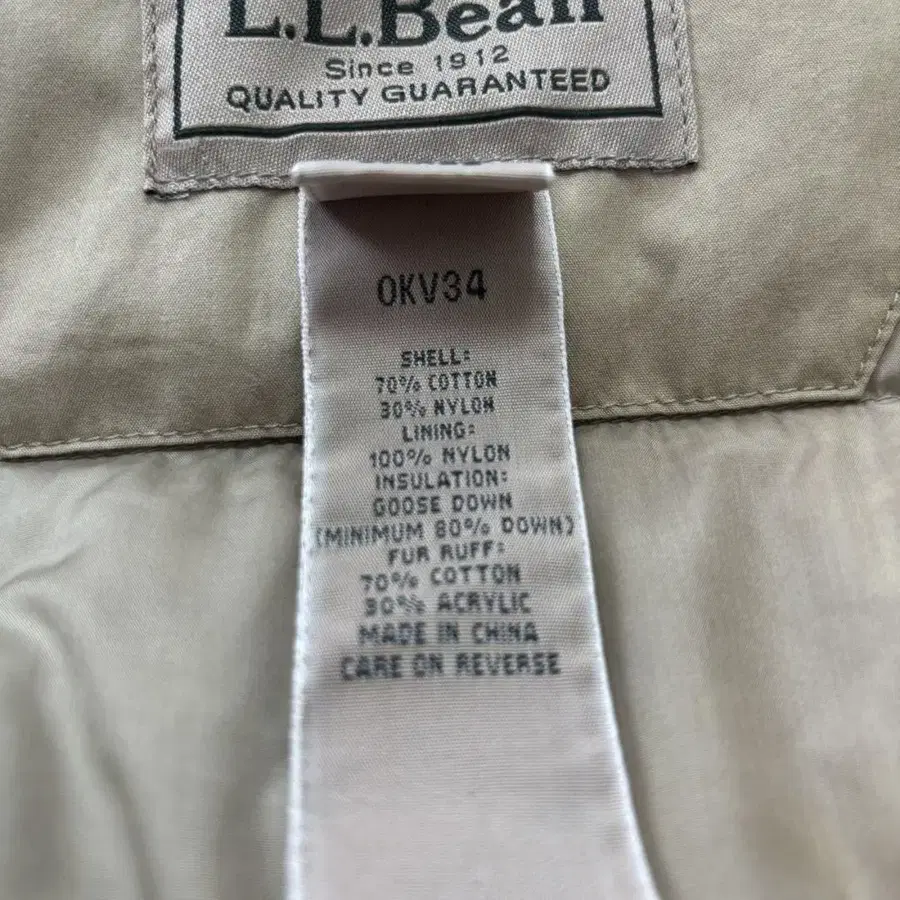 L.L.Bean
Since 1912
QUALITY GUARANTEED
OKV34
SHELL:
70% COTTON
30% NYLON
LINING:
100% NYLON
INSULATION:
GOOSE DOWN
(MINIMUM 80% DOWN)
FUR RUFF:
70% COTTON
30% ACRYLIC
MADE IN CHINA
CARE ON REVERSE